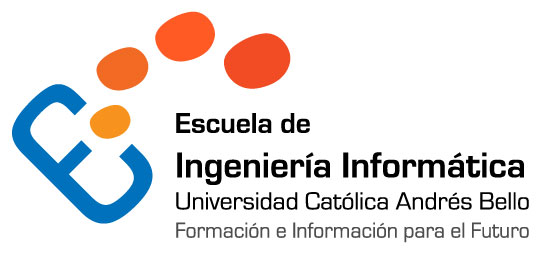 Escuela de
Ingeniería Informática
Universidad Católica Andrés Bello
Formación e Información para el Futuro